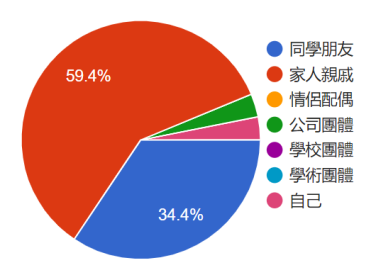 59.4%
34.4%
同學朋友
家人親戚
情侶配偶
公司團體
學校團體
學術團體
自己